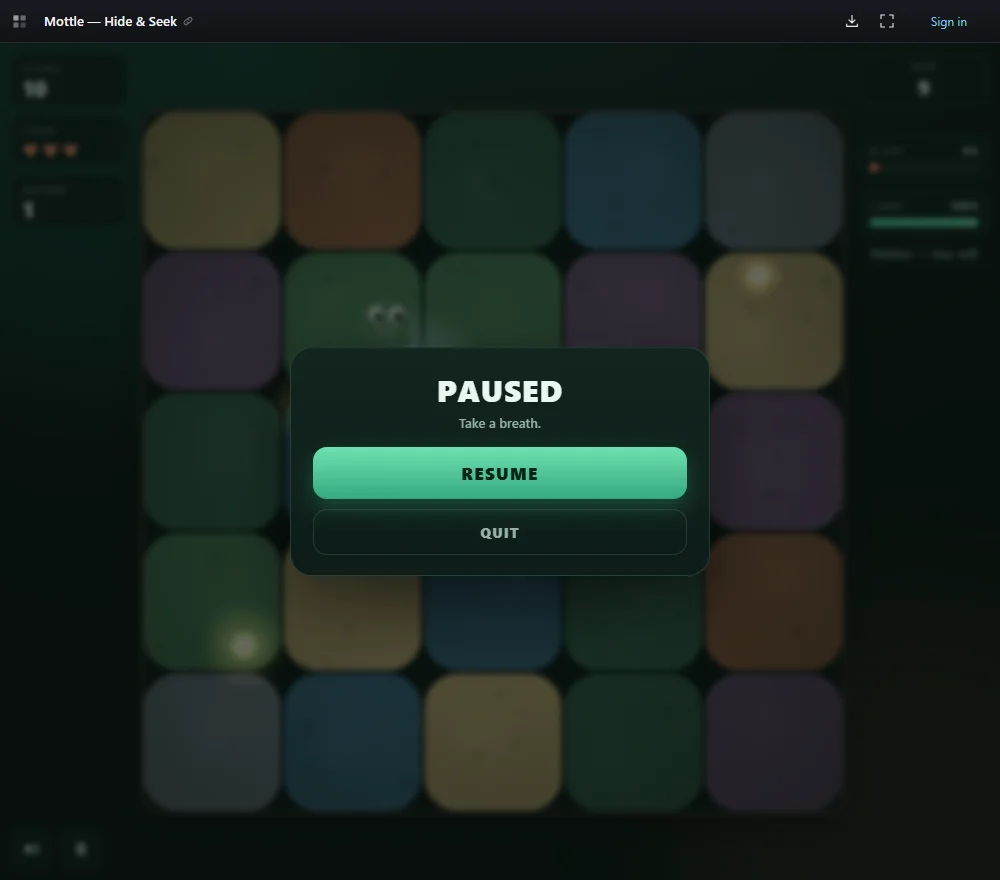 Mottle — Hide & Seek
Sign in
10
9
1
PAUSED
Take a breath.
RESUME
QUIT